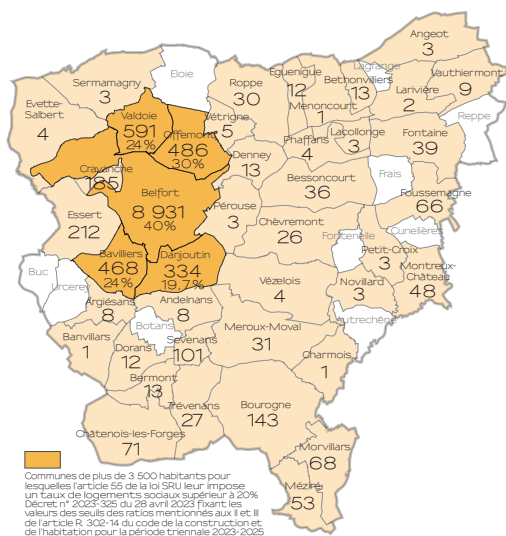 Angeot
3
Eloie
Lagrange
Sermamagny
3
Roppe
30
Eguenigue
12
Bethonvilliers
13
Vauthiermont
9
Larivière
2
Menoncourt
1
Evette-
Salbert
4
Valdoie
591
24%
Offemont
486
30%
Vétrigne
5
Reppe
Phaffans
4
Lacollonge
3
Fontaine
39
Denney
13
Cravanche
185
Bessoncourt
36
Frais
Belfort
8 931
40%
Foussemagne
66
Pérouse
3
Essert
212
Chèvremont
26
Fontenelle
Cunelières
Petit-Croix
3
Bavilliers
468
24%
Danjoutin
334
19,7%
Montreux-
Château
48
Buc
Urcerey
Vézelois
4
Novillard
3
Argiésans
8
Andelnans
8
Autrechêne
Botans
Meroux-Moval
31
Banvillars
1
Dorans
12
Sevenans
101
Charmois
1
Bermont
13
Trévenans
27
Bourogne
143
Châtenois-les-Forges
71
Morvillars
68
Méziré
53
Communes de plus de 3 500 habitants pour
lesquelles l'article 55 de la loi SRU leur impose
un taux de logements sociaux supérieur à 20%
Décret n° 2023-325 du 28 avril 2023 fixant les
valeurs des seuils des ratios mentionnés aux II et III
de l'article R. 302-14 du code de la construction et
de l'habitation pour la période triennale 2023-2025